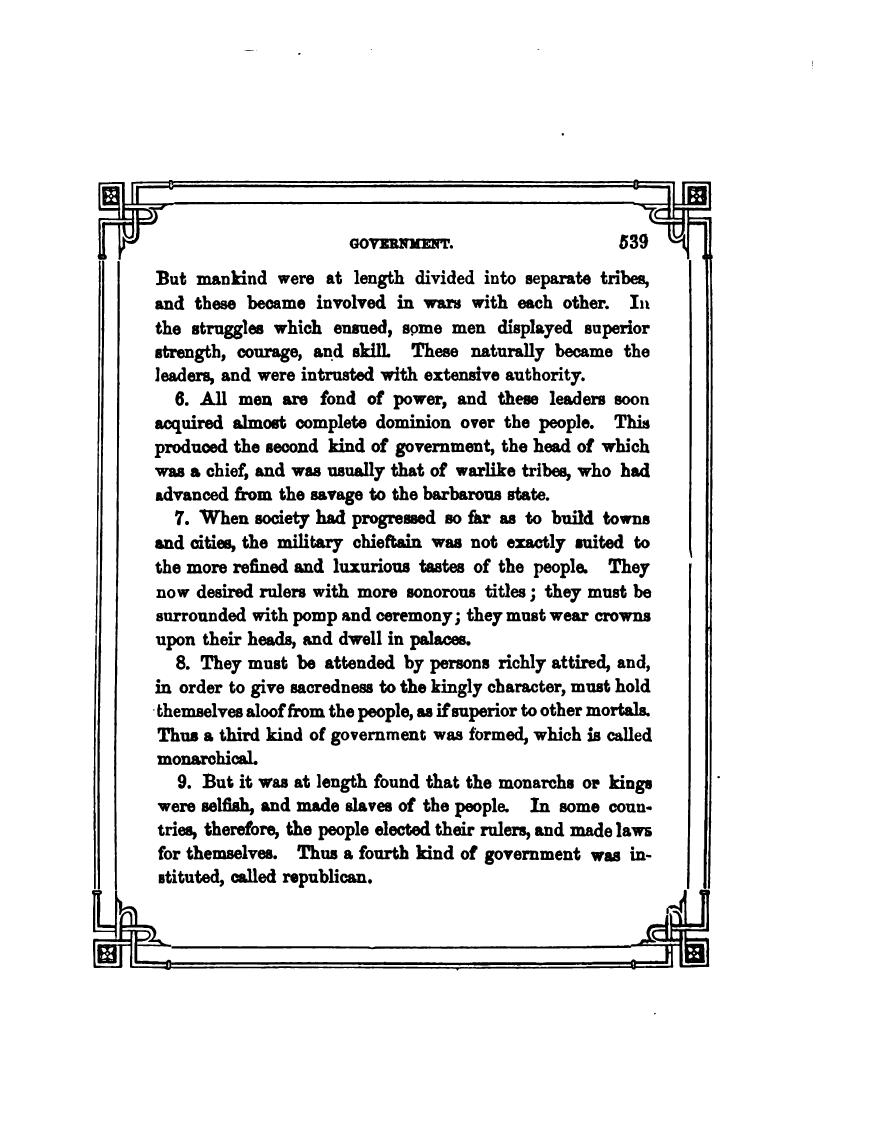 GOVERNMENT. 539
But mankind were at length divided into separate tribes,
and these became involved in wars with each other. In
the struggles which ensued, some men displayed superior
strength, courage, and skill. These naturally became the
leaders, and were intrusted with extensive authority.
6. All men are fond of power, and these leaders soon
acquired almost complete dominion over the people. This
produced the second kind of government, the head of which
was a chief, and was usually that of warlike tribes, who had
advanced from the savage to the barbarous state.
7. When society had progressed so far as to build towns
and cities, the military chieftain was not exactly suited to
the more refined and luxurious tastes of the people. They
now desired rulers with more sonorous titles; they must be
surrounded with pomp and ceremony; they must wear crowns
upon their heads, and dwell in palaces.
8. They must be attended by persons richly attired, and,
in order to give sacredness to the kingly character, must hold
themselves aloof from the people, as if superior to other mortals.
Thus a third kind of government was formed, which is called
monarchical.
9. But it was at length found that the monarchs or kings
were selfish, and made slaves of the people. In some coun-
tries, therefore, the people elected their rulers, and made laws
for themselves. Thus a fourth kind of government was in-
stituted, called republican.